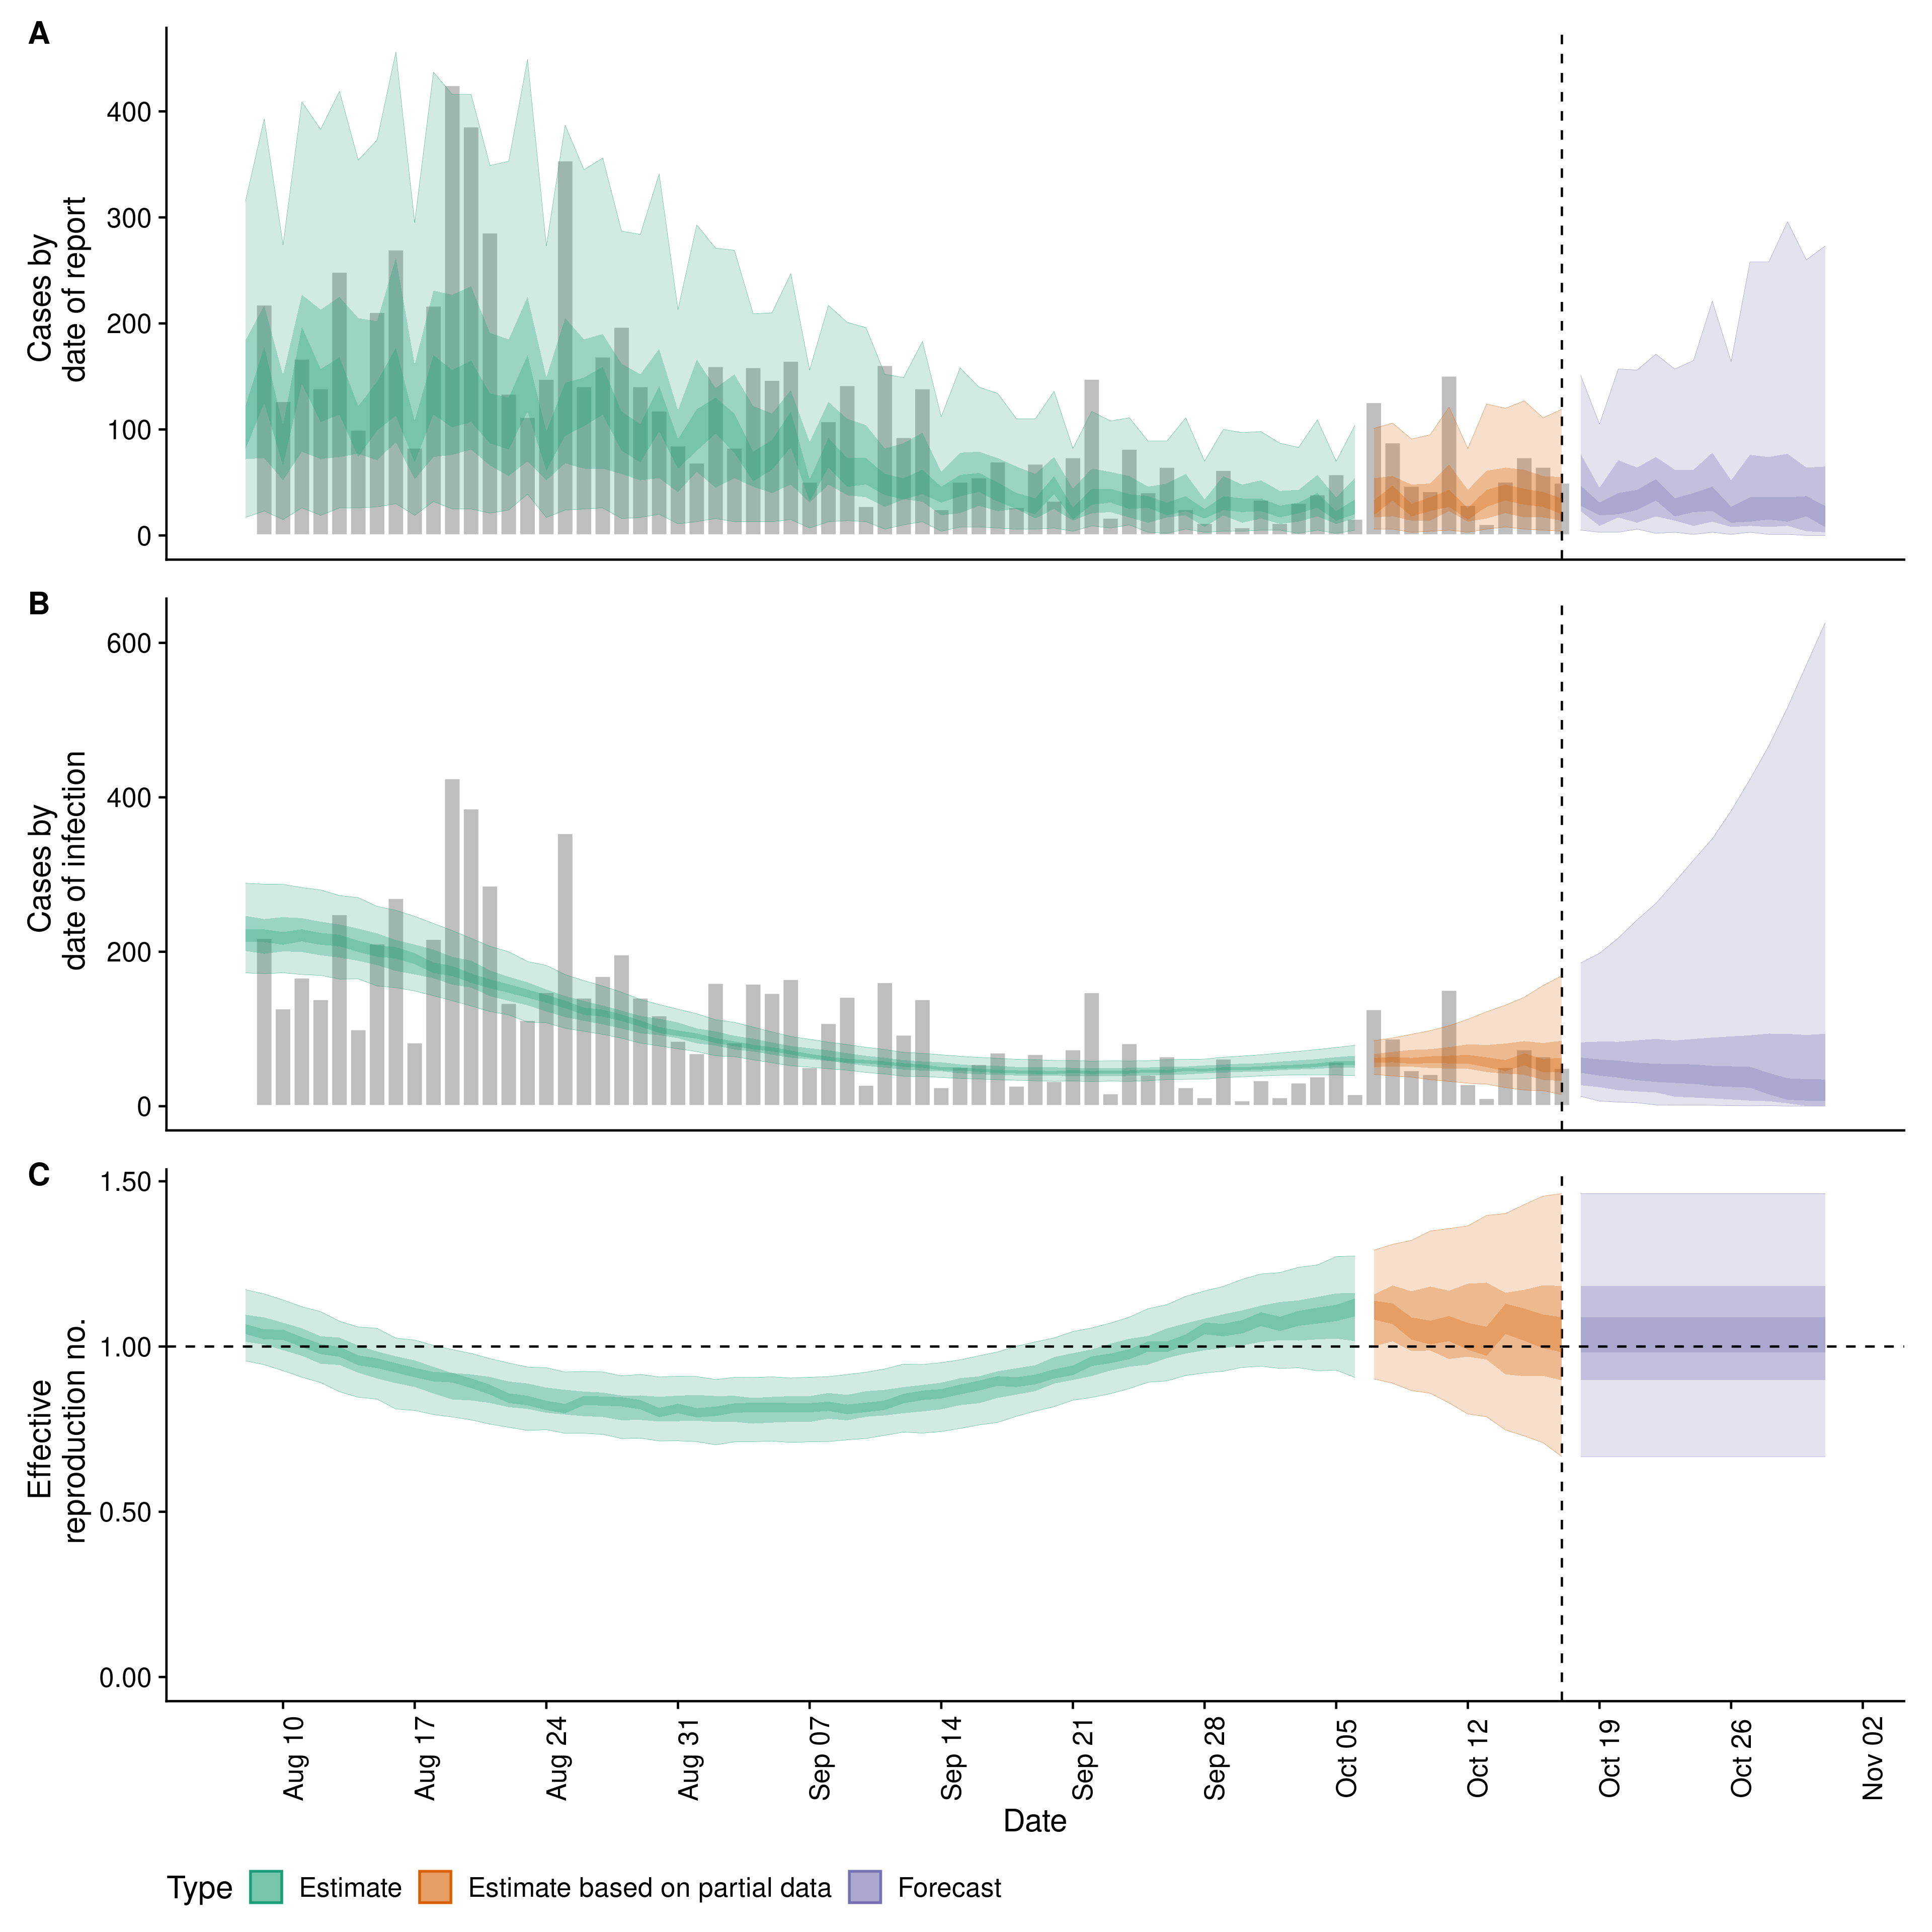 A
Cases by
date of report
400
300
200
100
0
B
Cases by
date of infection
600
400
200
0
C
Effective
reproduction no.
1.50
1.00
0.50
0.00
Aug 10
Aug 17
Aug 24
Aug 31
Sep 07
Sep 14
Sep 21
Sep 28
Oct 05
Oct 12
Oct 19
Oct 26
Nov 02
Date
Type Estimate Estimate based on partial data Forecast